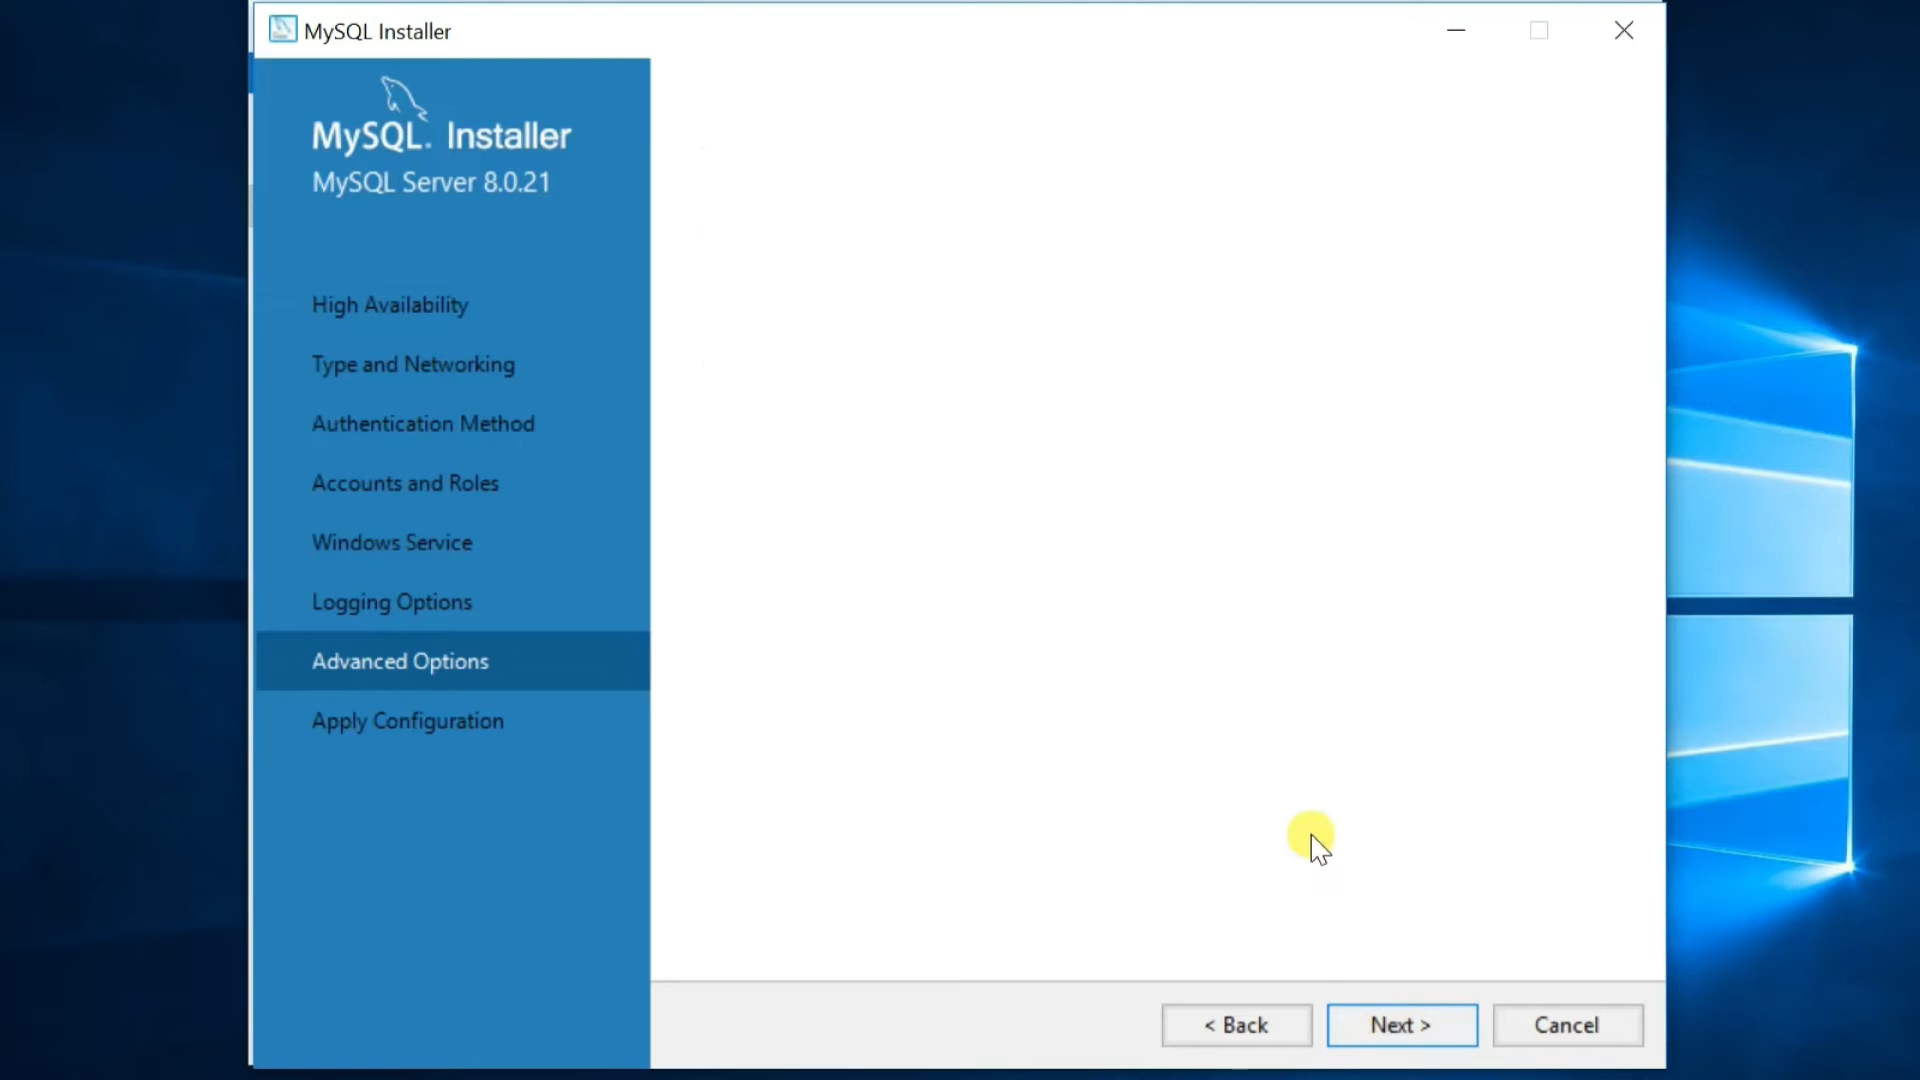 MySQL Installer
MySQL. Installer
MySQL Server 8.0.21
High Availability
Type and Networking
Authentication Method
Accounts and Roles
Windows Service
Logging Options
Advanced Options
Apply Configuration
< Back
Next >
Cancel